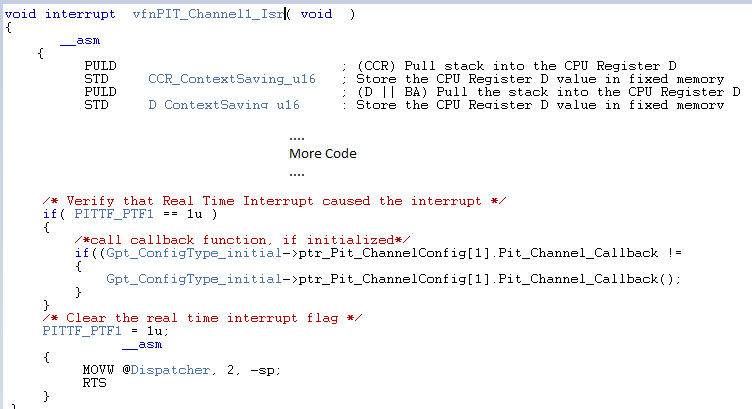 void interrupt vfnPIT_Channel1_Isr( void )
{
__asm
{
PULD ; (CCR) Pull stack into the CPU Register D
STD CCR_ContextSaving_u16 ; Store the CPU Register D value in fixed memory
PULD ; (D || BA) Pull the stack into the CPU Register D
STD D_ContextSaving_u16 ; Store the CPU Register D value in fixed memory
....
More Code
....
/* Verify that Real Time Interrupt caused the interrupt */
if( PITTF_PTF1 == 1u )
{
/*call callback function, if initialized*/
if((Gpt_ConfigType_initial->ptr_Pit_ChannelConfig[1].Pit_Channel_Callback !=
{
Gpt_ConfigType_initial->ptr_Pit_ChannelConfig[1].Pit_Channel_Callback();
}
}
/* Clear the real time interrupt flag */
PITTF_PTF1 = 1u;
__asm
{
MOVW @Dispatcher, 2, -sp;
RTS
}
}